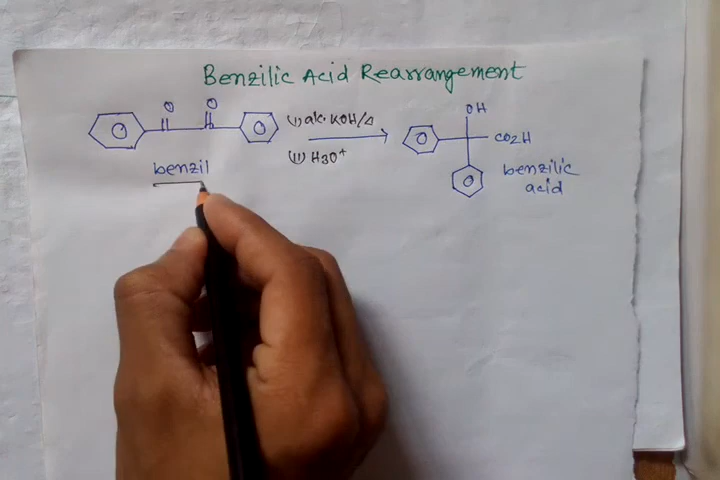 Benzilic Acid Rearrangement
O O
(i) alc. KOH/Δ
(ii) H3O+
OH
CO2H
benzil
benzilic
acid